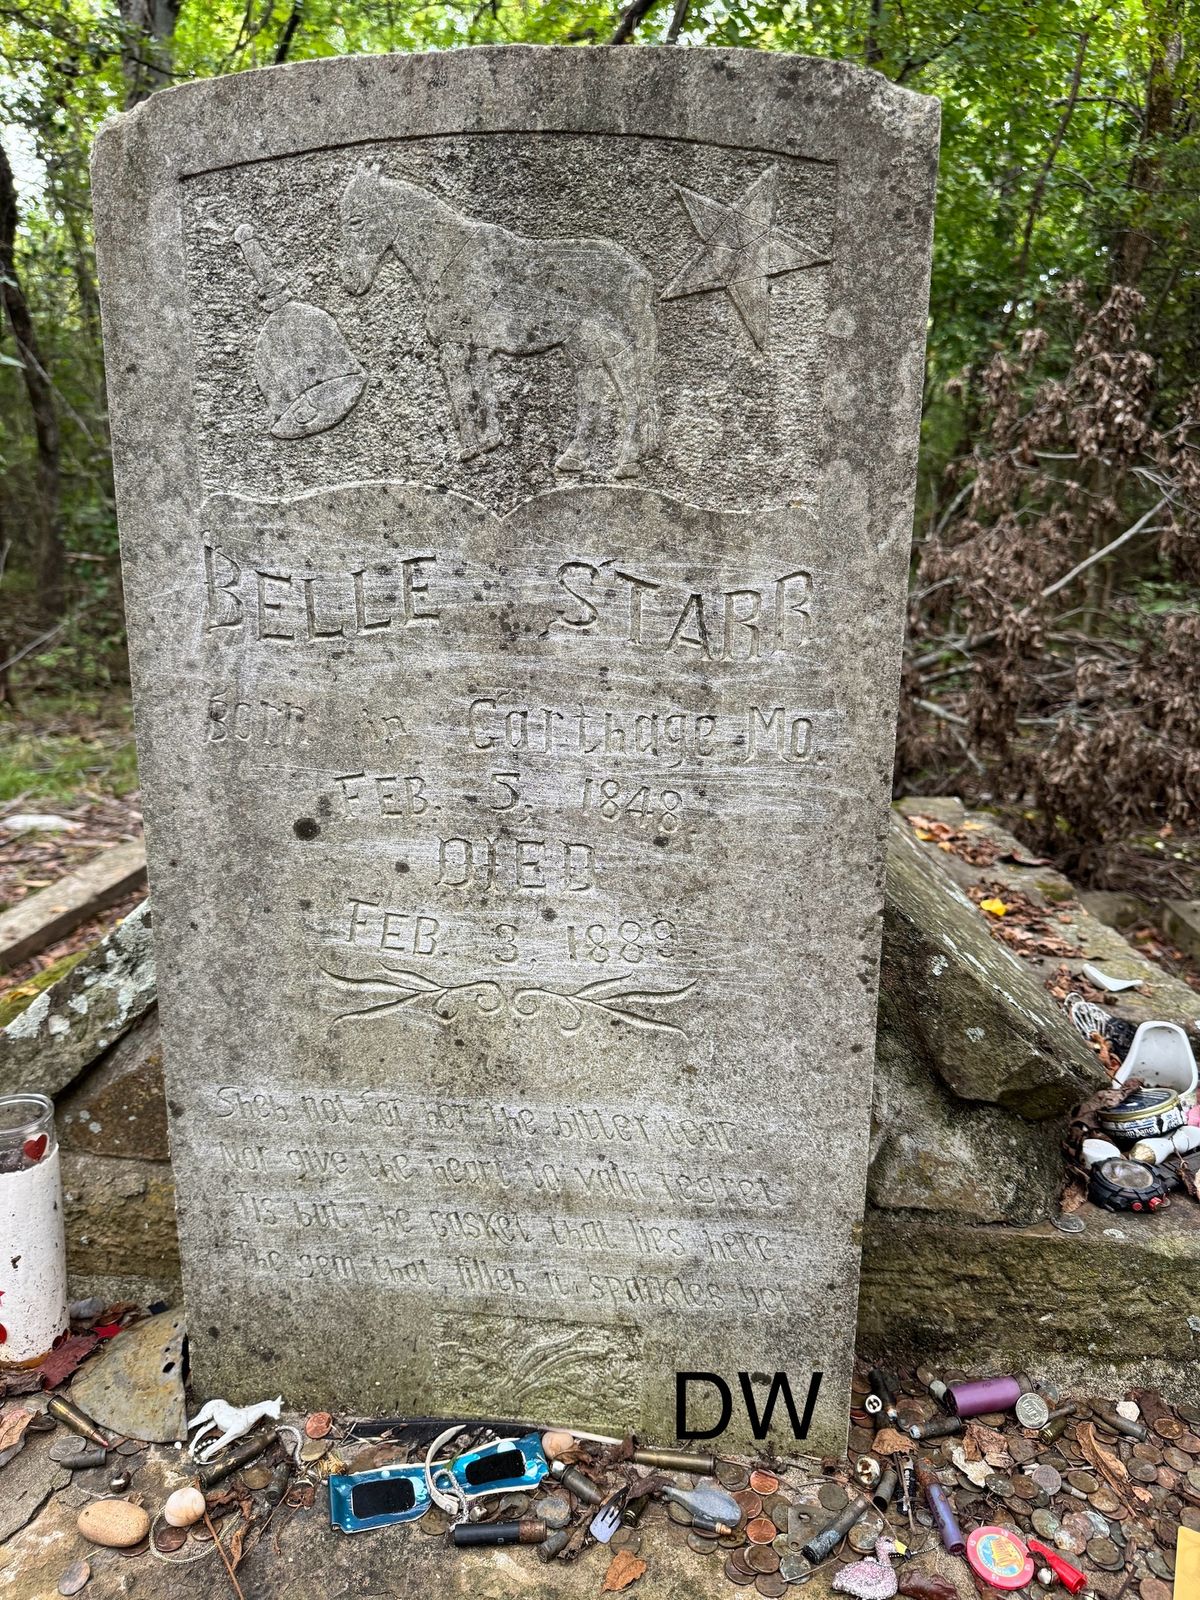 BELLE STARR
Born in Carthage Mo.
FEB. 5, 1848.
DIED
FEB. 3, 1889.
Shed not for her the bitter tear.
Nor give the heart to vain regret
Tis but the casket that lies here.
The gem that filled it sparkles yet.
DW